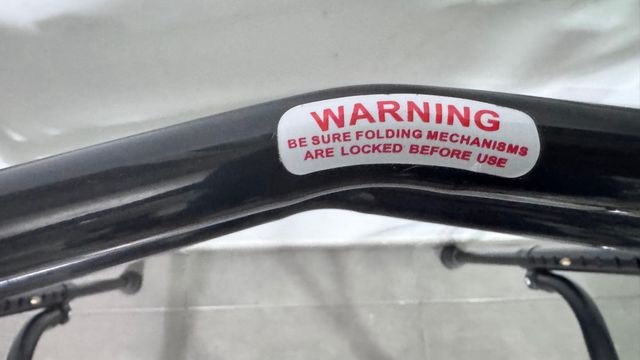 WARNING
BE SURE FOLDING MECHANISMS
ARE LOCKED BEFORE USE